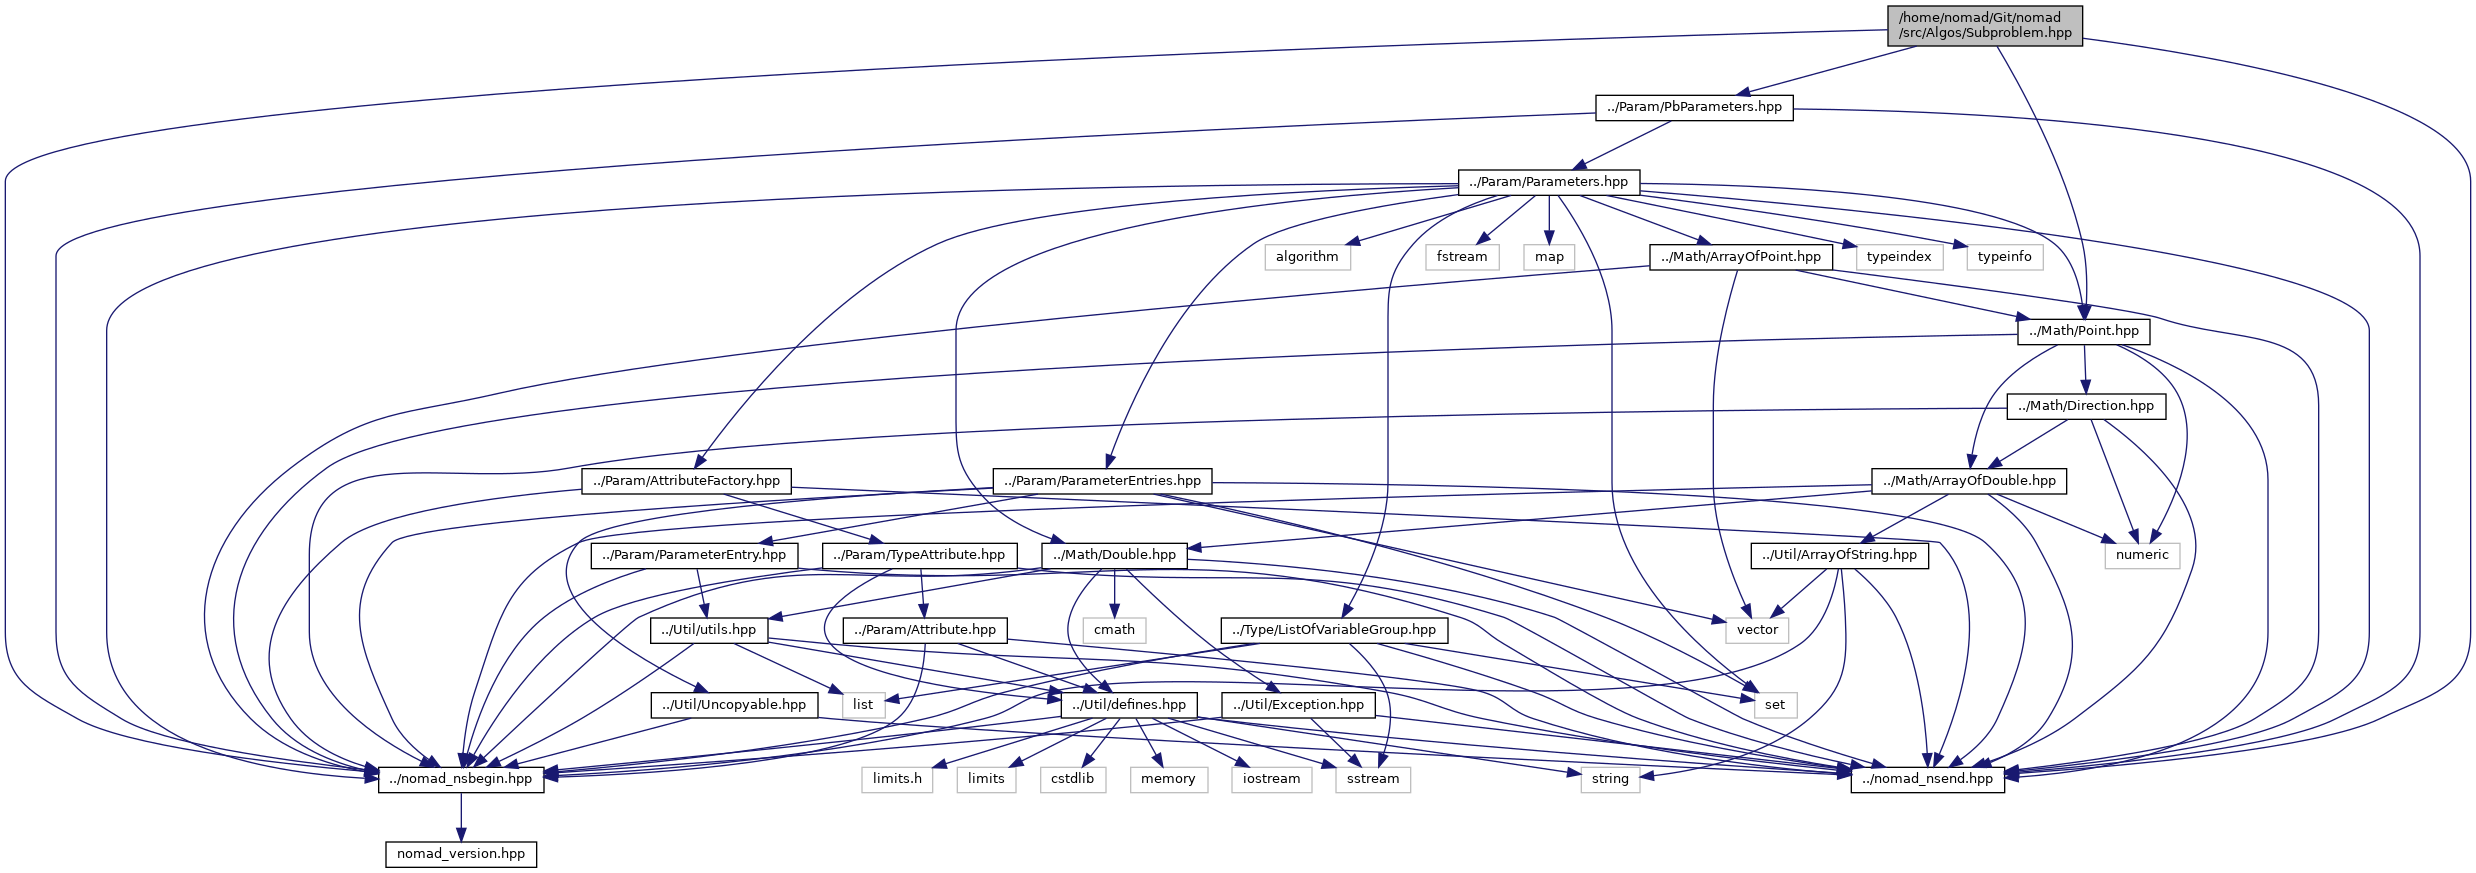 /home/nomad/Git/nomad
/src/Algos/Subproblem.hpp
../Param/PbParameters.hpp
../Param/Parameters.hpp
algorithm
fstream
map
../Math/ArrayOfPoint.hpp
typeindex
typeinfo
../Math/Point.hpp
../Math/Direction.hpp
../Param/AttributeFactory.hpp
../Param/ParameterEntries.hpp
../Math/ArrayOfDouble.hpp
../Param/ParameterEntry.hpp
../Param/TypeAttribute.hpp
../Math/Double.hpp
../Util/ArrayOfString.hpp
numeric
../Util/utils.hpp
../Param/Attribute.hpp
cmath
../Type/ListOfVariableGroup.hpp
vector
../Util/Uncopyable.hpp
list
../Util/defines.hpp
../Util/Exception.hpp
set
../nomad_nsbegin.hpp
limits.h
limits
cstdlib
memory
iostream
sstream
string
../nomad_nsend.hpp
nomad_version.hpp